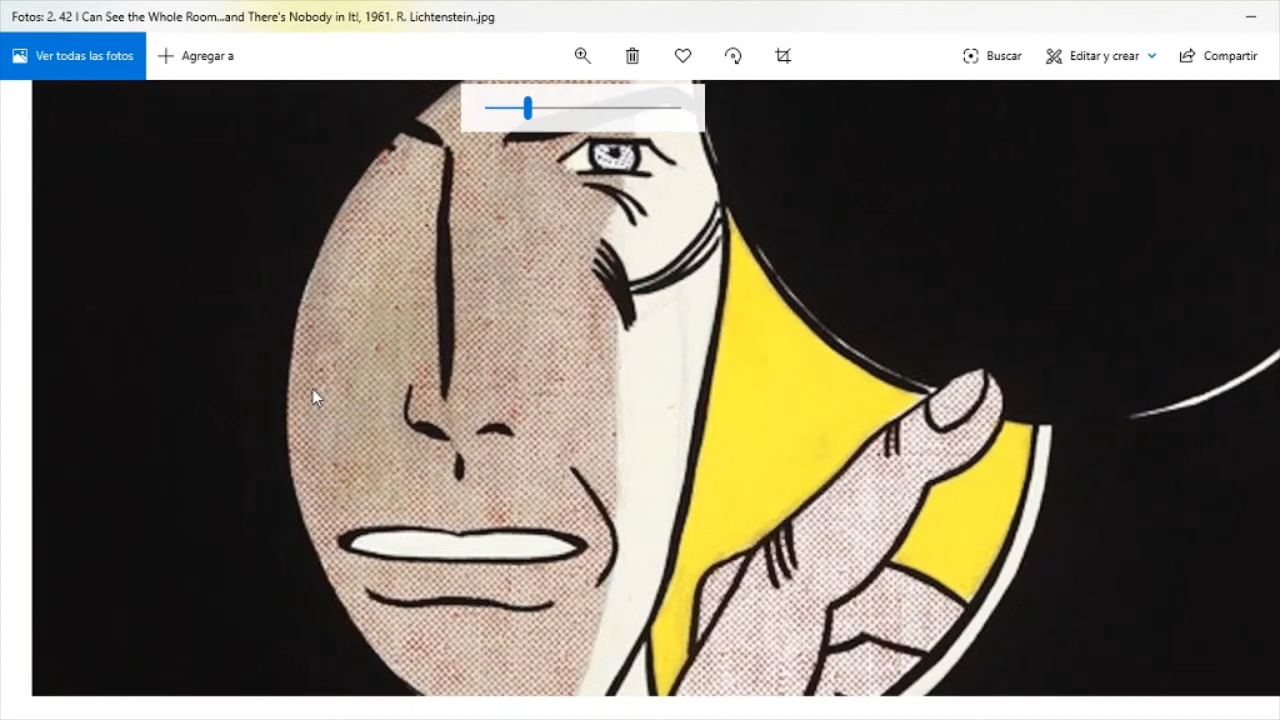 Fotos: 2. 42 I Can See the Whole Room...and There's Nobody in It!, 1961. R. Lichtenstein..jpg
Ver todas las fotos
Agregar a
Buscar
Editar y crear
Compartir